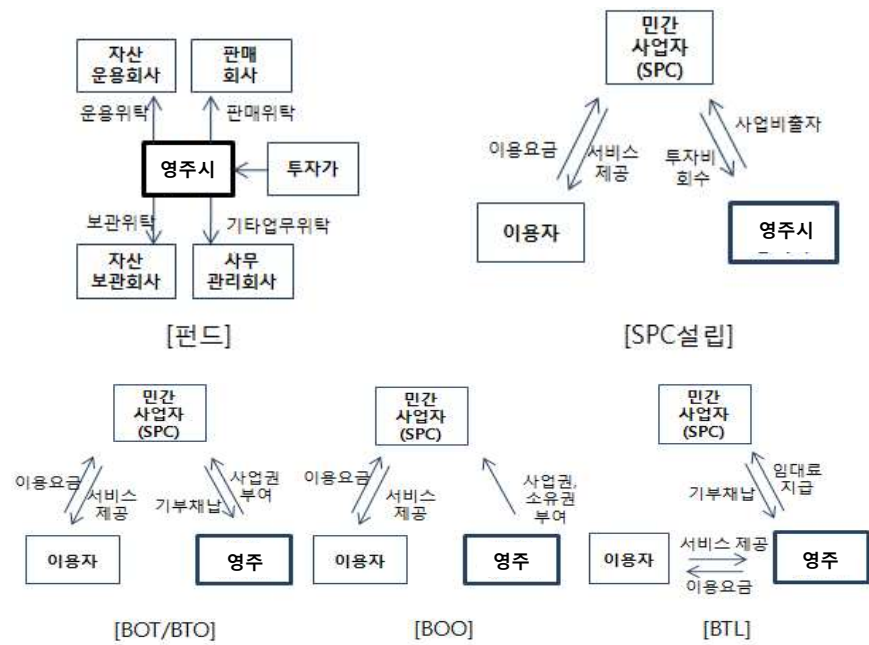 자산
운용회사
판매
회사
운용위탁
판매위탁
영주시
투자가
보관위탁
기타업무위탁
자산
보관회사
사무
관리회사
[펀드]
민간
사업자
(SPC)
이용요금
서비스
제공
사업비출자
투자비
회수
이용자
영주시
[SPC설립]
민간
사업자
(SPC)
이용요금
서비스
제공
사업권
부여
기부채납
이용자
영주
[BOT/BTO]
민간
사업자
(SPC)
이용요금
서비스
제공
사업권,
소유권
부여
이용자
영주
[BOO]
민간
사업자
(SPC)
임대료
지급
기부채납
서비스 제공
이용요금
이용자
영주
[BTL]